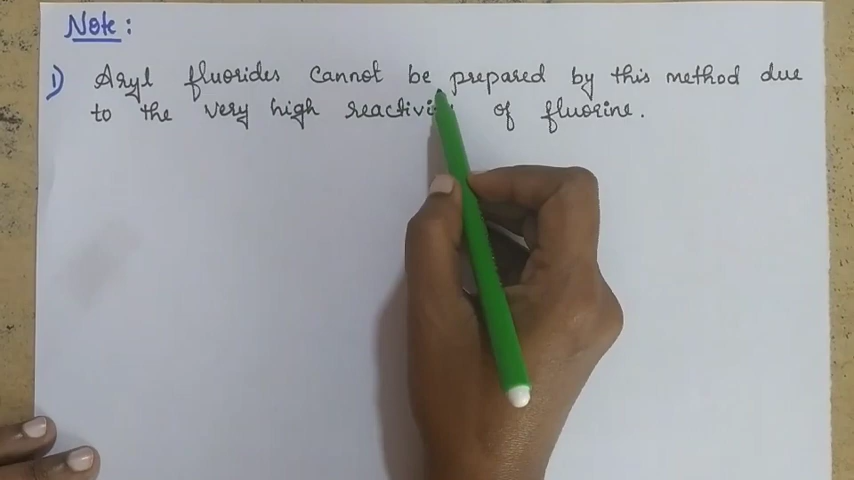 Note:
1) Aryl fluorides cannot be prepared by this method due
to the very high of fluorine.